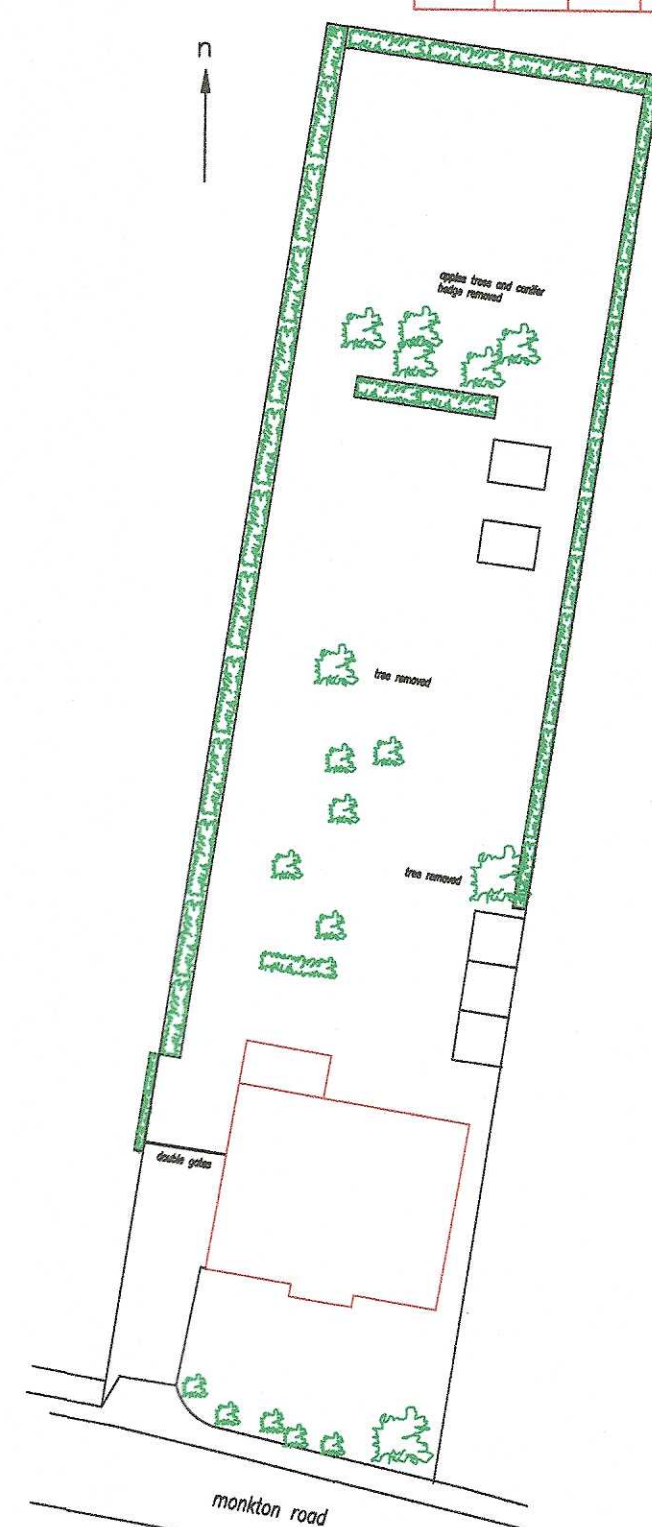 n
apples trees and conifer
hedge removed
tree removed
tree removed
double gates
monkton road